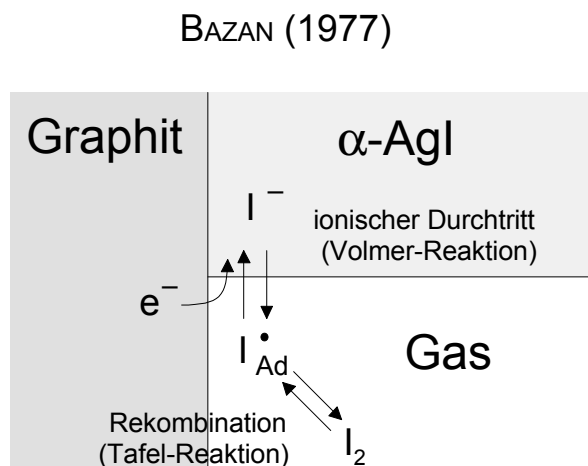 BAZAN (1977)
Graphit
α-AgI
I⁻
ionischer Durchtritt
(Volmer-Reaktion)
e⁻
I•Ad
Gas
Rekombination
(Tafel-Reaktion)
I₂